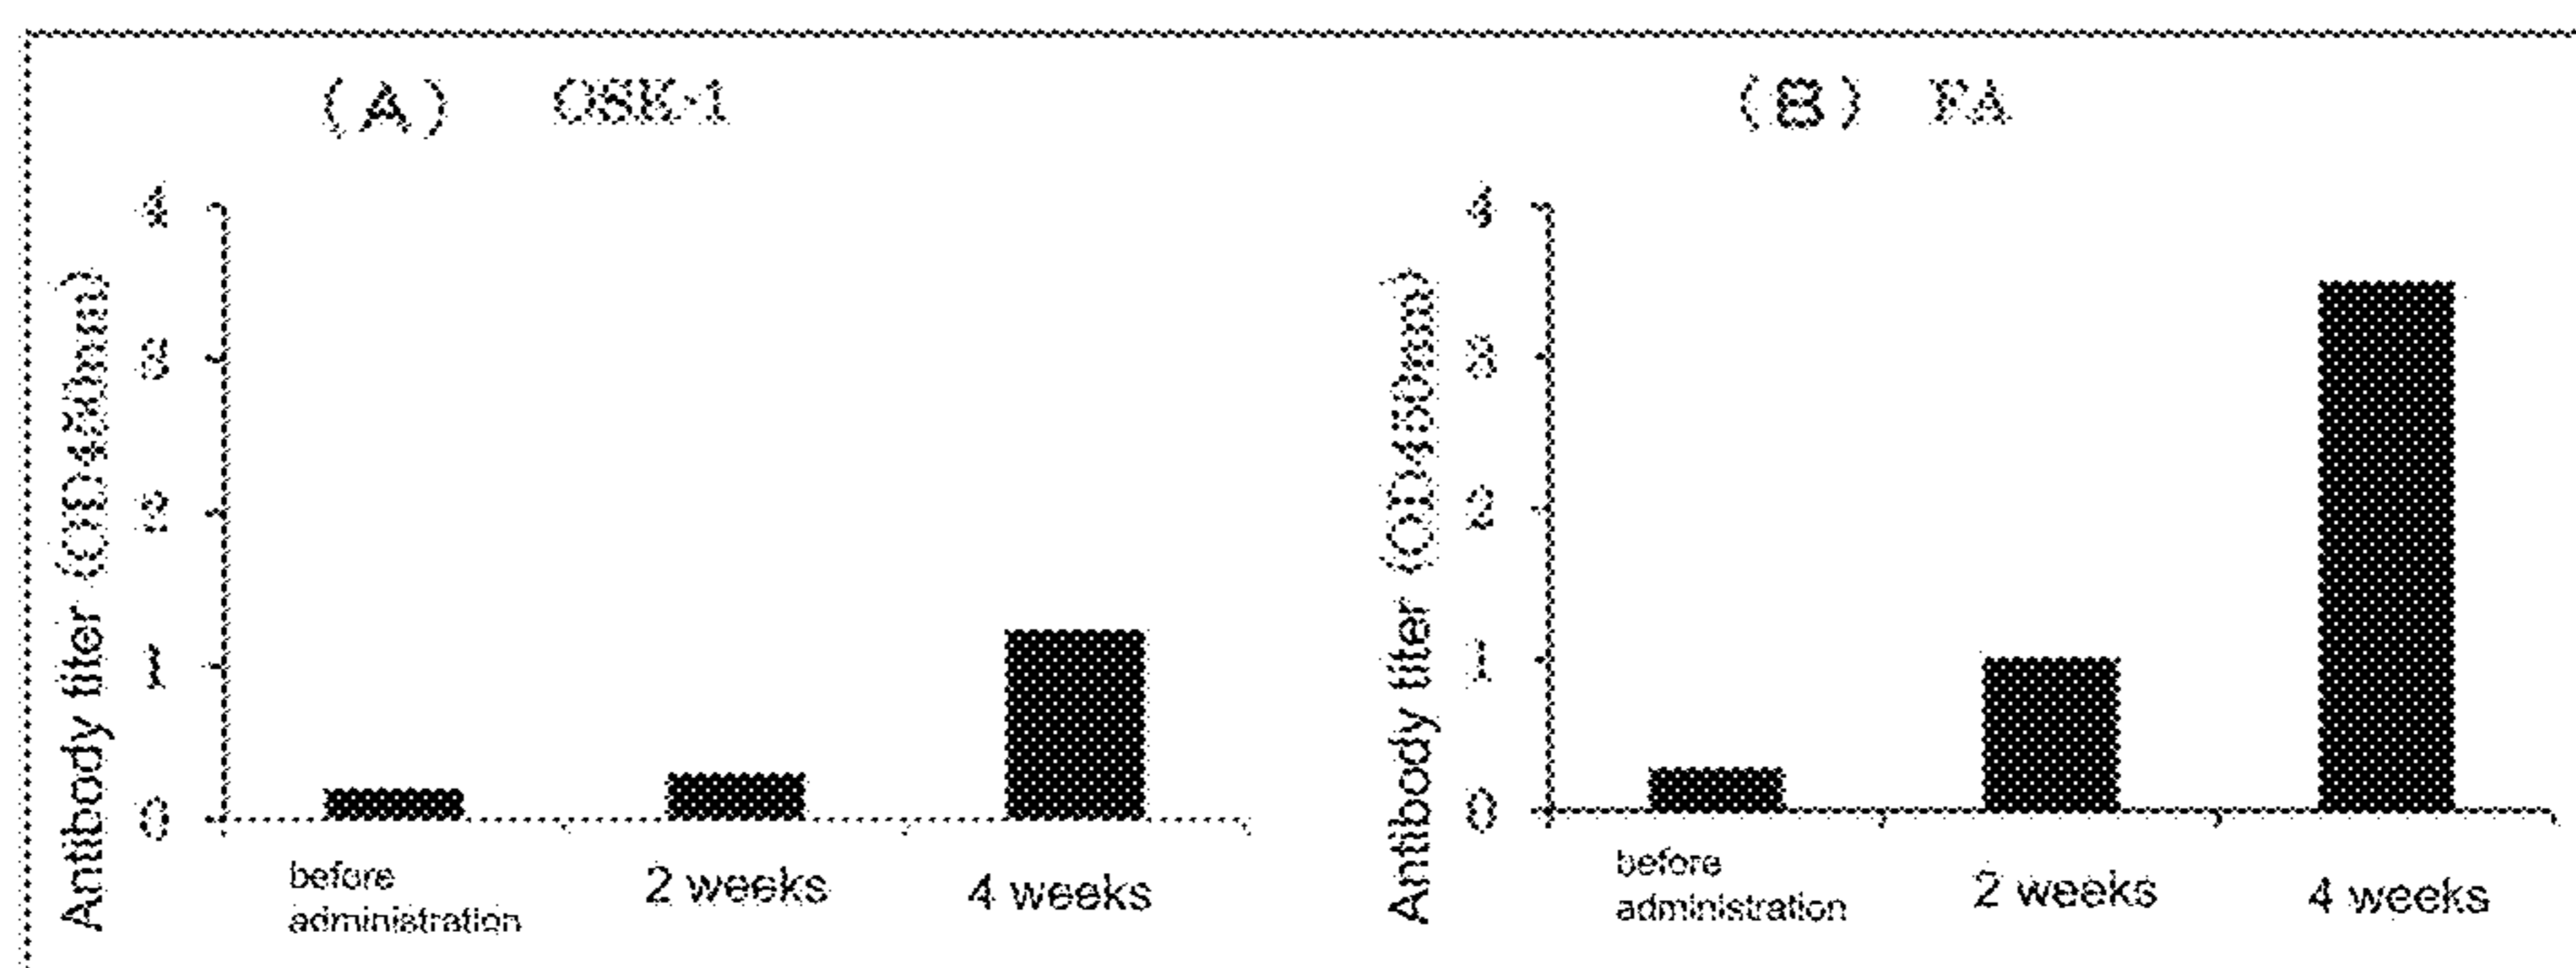 (A) OSK-1
Antibody titer (OD450nm)
4
3
2
1
0
before
administration
2 weeks
4 weeks
(B) FA
Antibody titer (OD450nm)
4
3
2
1
0
before
administration
2 weeks
4 weeks